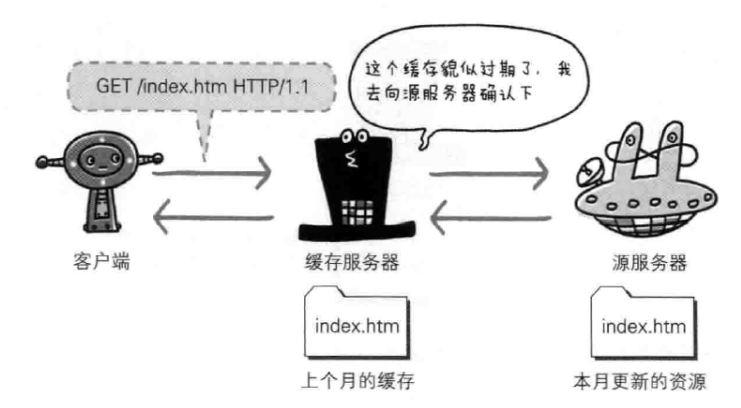 GET /index.htm HTTP/1.1
这个缓存貌似过期了，我
去向源服务器确认下
客户端
缓存服务器
源服务器
index.htm
index.htm
上个月的缓存
本月更新的资源